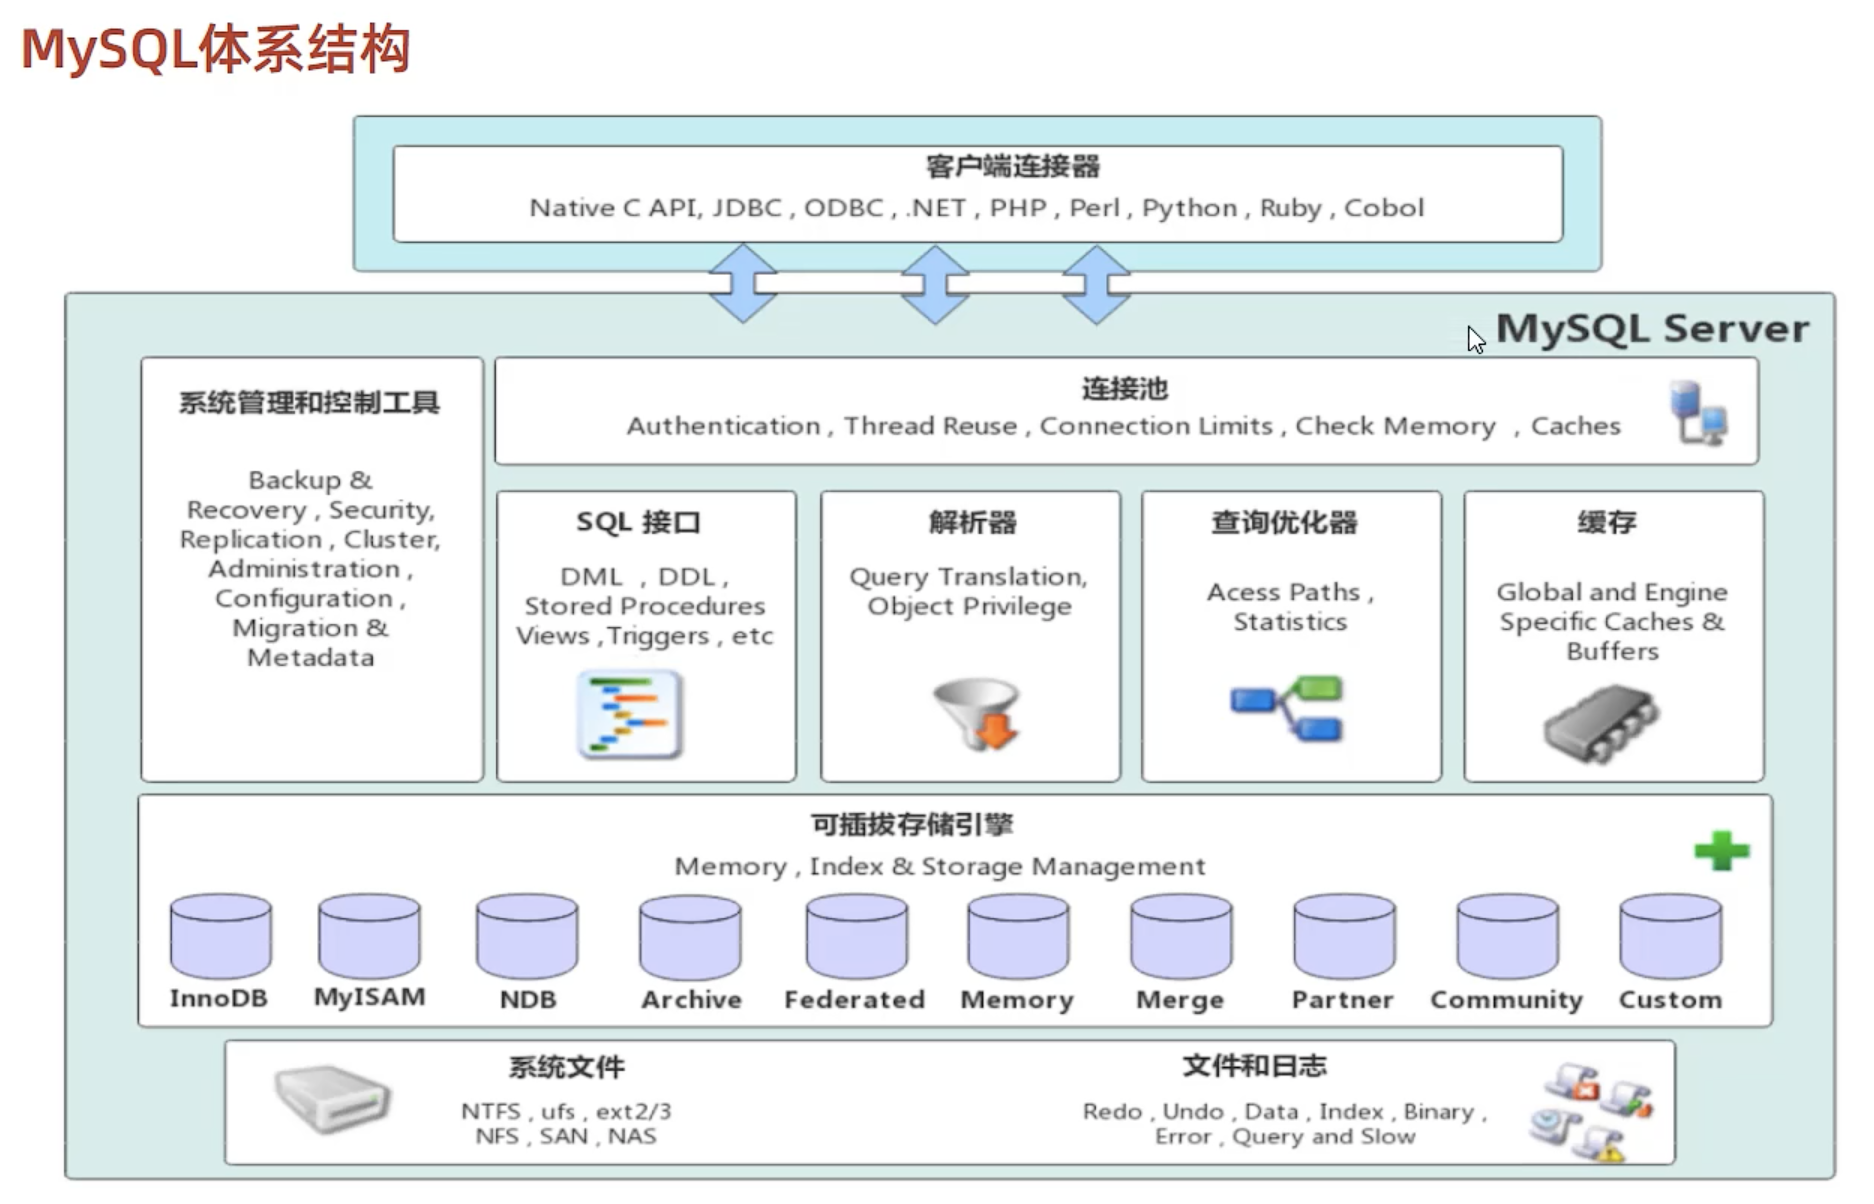 MySQL体系结构
客户端连接器
Native C API, JDBC , ODBC , .NET , PHP , Perl , Python , Ruby , Cobol
MySQL Server
系统管理和控制工具
Backup &
Recovery , Security,
Replication , Cluster,
Administration ,
Configuration ,
Migration &
Metadata
连接池
Authentication , Thread Reuse , Connection Limits , Check Memory , Caches
SQL 接口
DML , DDL ,
Stored Procedures
Views ,Triggers , etc
解析器
Query Translation,
Object Privilege
查询优化器
Acess Paths ,
Statistics
缓存
Global and Engine
Specific Caches &
Buffers
可插拔存储引擎
Memory , Index & Storage Management
InnoDB
MyISAM
NDB
Archive
Federated
Memory
Merge
Partner
Community
Custom
系统文件
NTFS , ufs , ext2/3
NFS , SAN , NAS
文件和日志
Redo , Undo , Data , Index , Binary ,
Error , Query and Slow